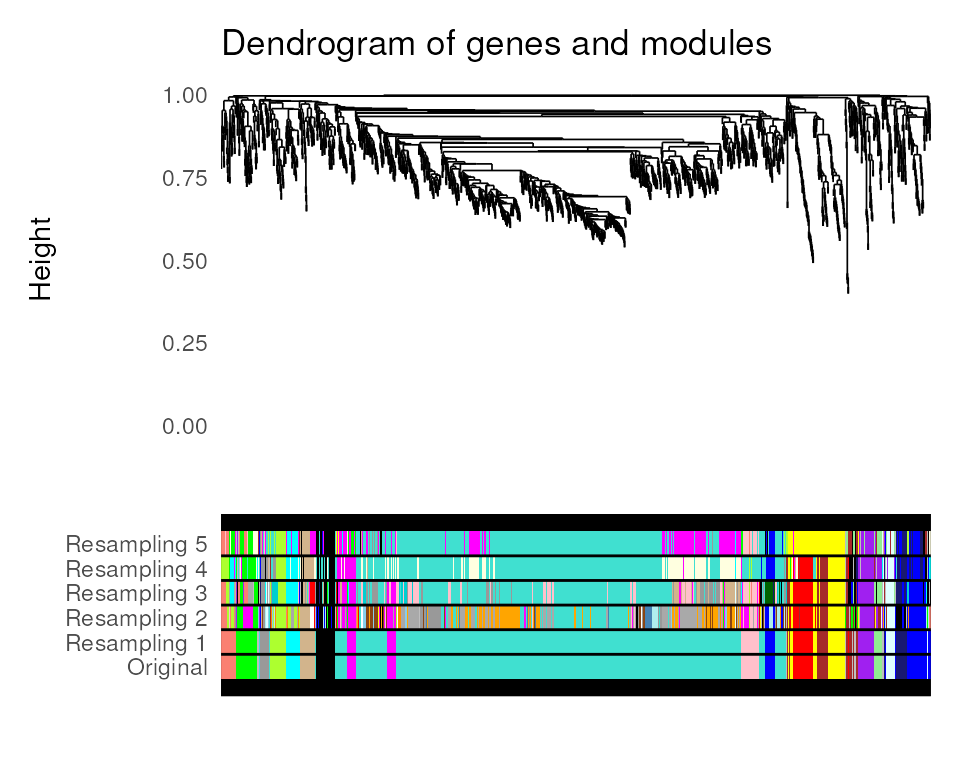 Dendrogram of genes and modules
Height
1.00
0.75
0.50
0.25
0.00
Resampling 5
Resampling 4
Resampling 3
Resampling 2
Resampling 1
Original